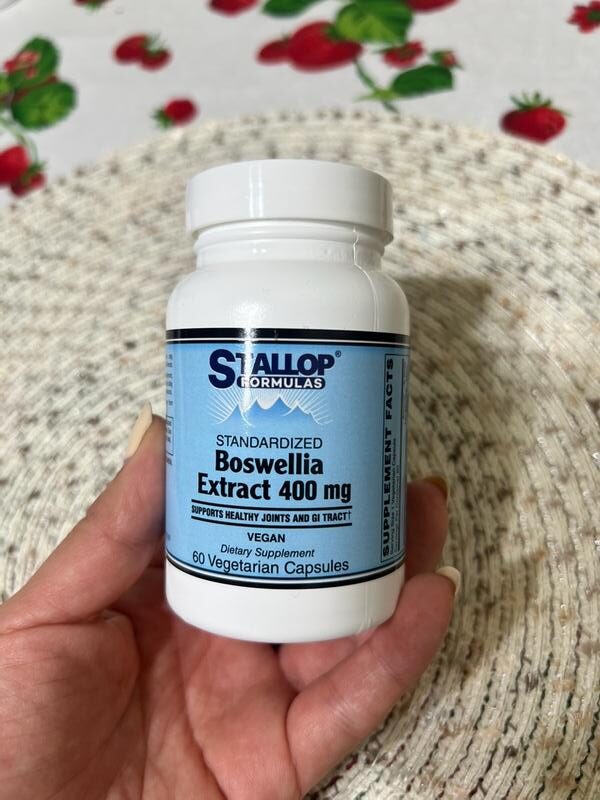 STALLOP®
FORMULAS
STANDARDIZED
Boswellia
Extract 400 mg
SUPPORTS HEALTHY JOINTS AND GI TRACT†
VEGAN
Dietary Supplement
60 Vegetarian Capsules
SUPPLEMENT FACTS